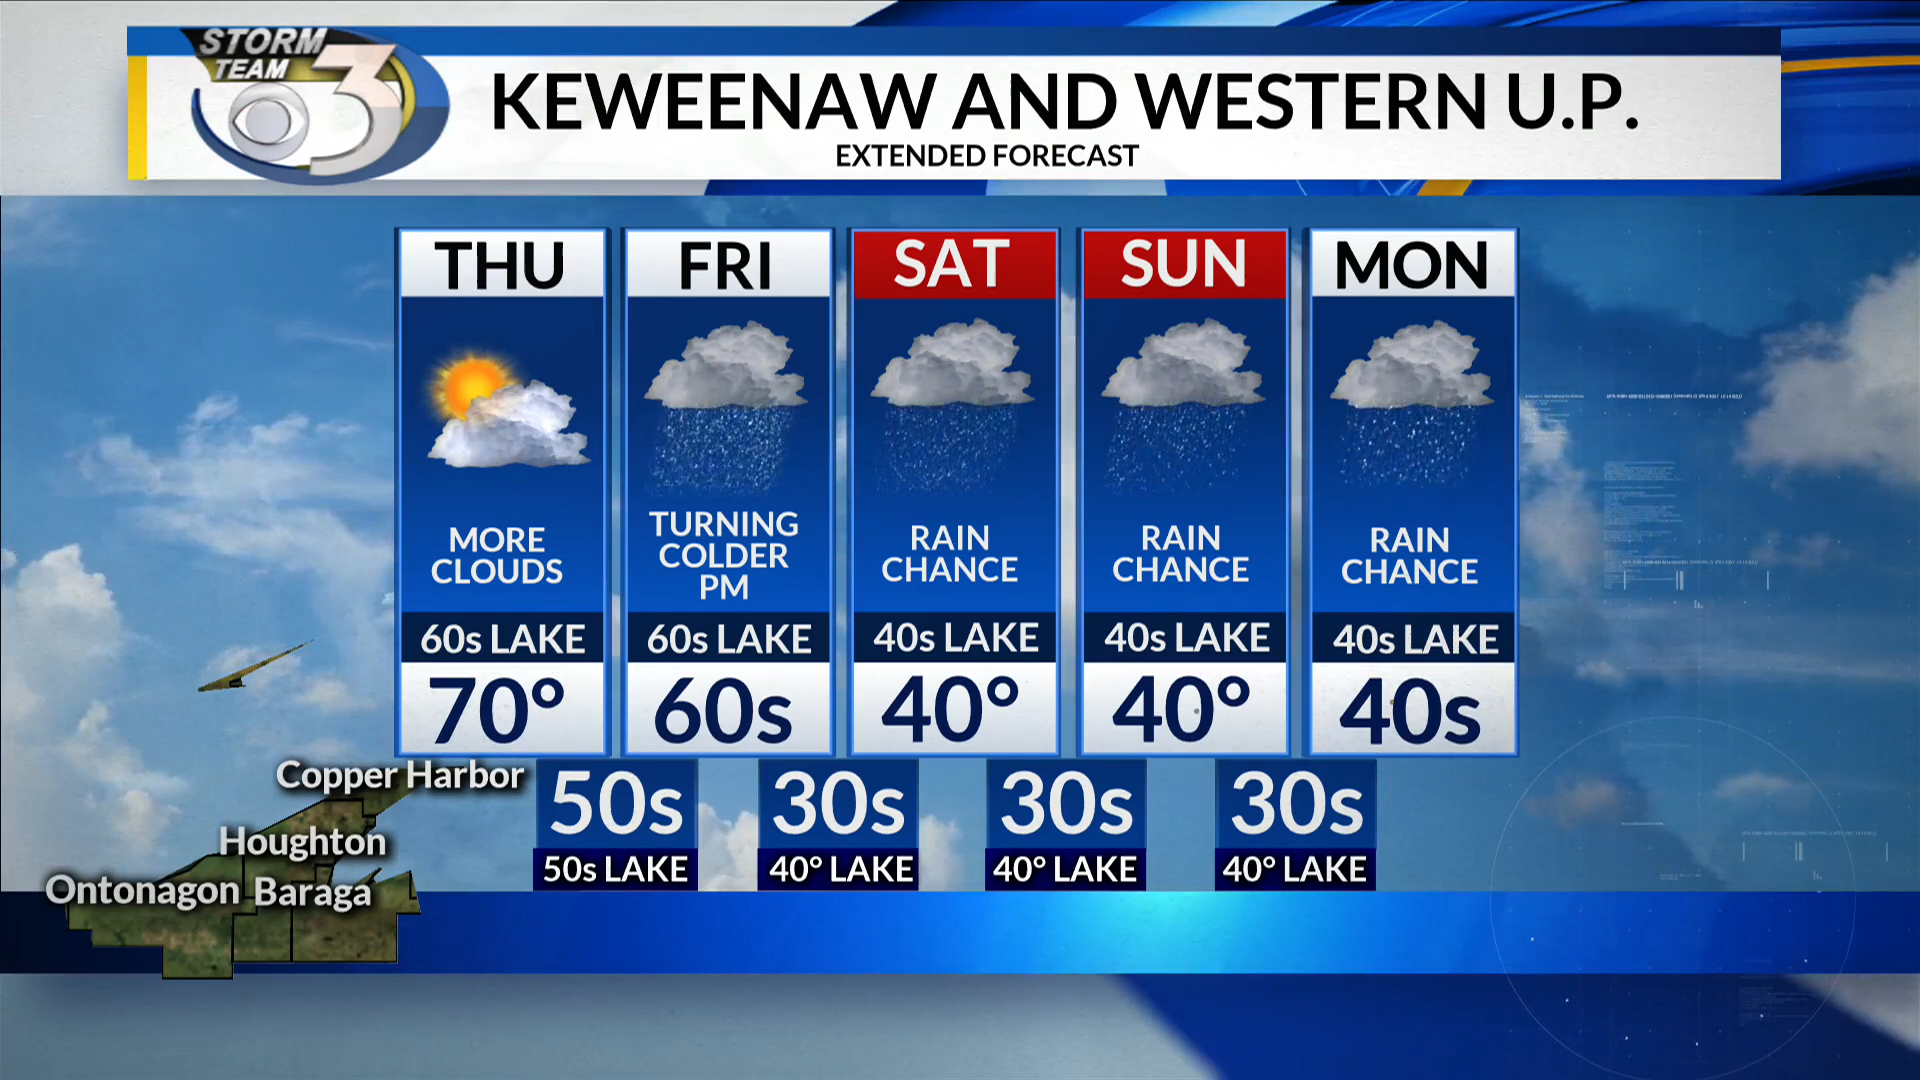 STORM
TEAM
3
KEWEENAW AND WESTERN U.P.
EXTENDED FORECAST
THU
MORE
CLOUDS
60s LAKE
70°
FRI
TURNING
COLDER
PM
60s LAKE
60s
SAT
RAIN
CHANCE
40s LAKE
40°
SUN
RAIN
CHANCE
40s LAKE
40°
MON
RAIN
CHANCE
40s LAKE
40s
50s
50s LAKE
30s
40° LAKE
30s
40° LAKE
30s
40° LAKE
Copper Harbor
Houghton
Ontonagon
Baraga